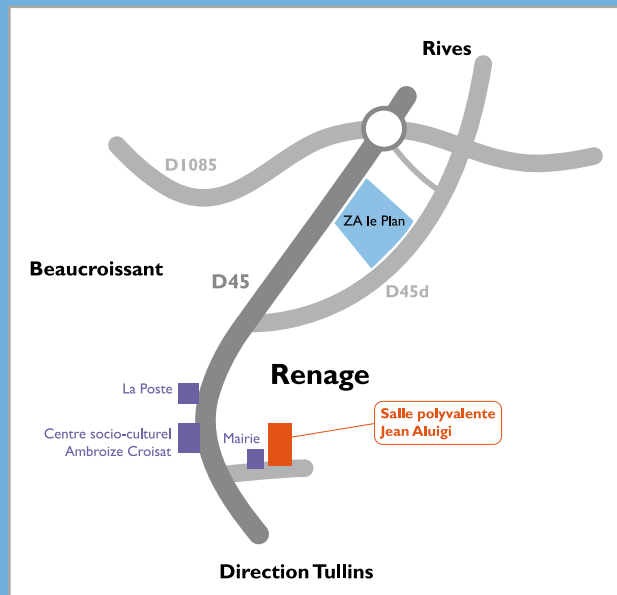 Rives
D1085
ZA le Plan
Beaucroissant
D45
D45d
Renage
La Poste
Salle polyvalente
Jean Aluigi
Centre socio-culturel
Ambroize Croisat
Mairie
Direction Tullins